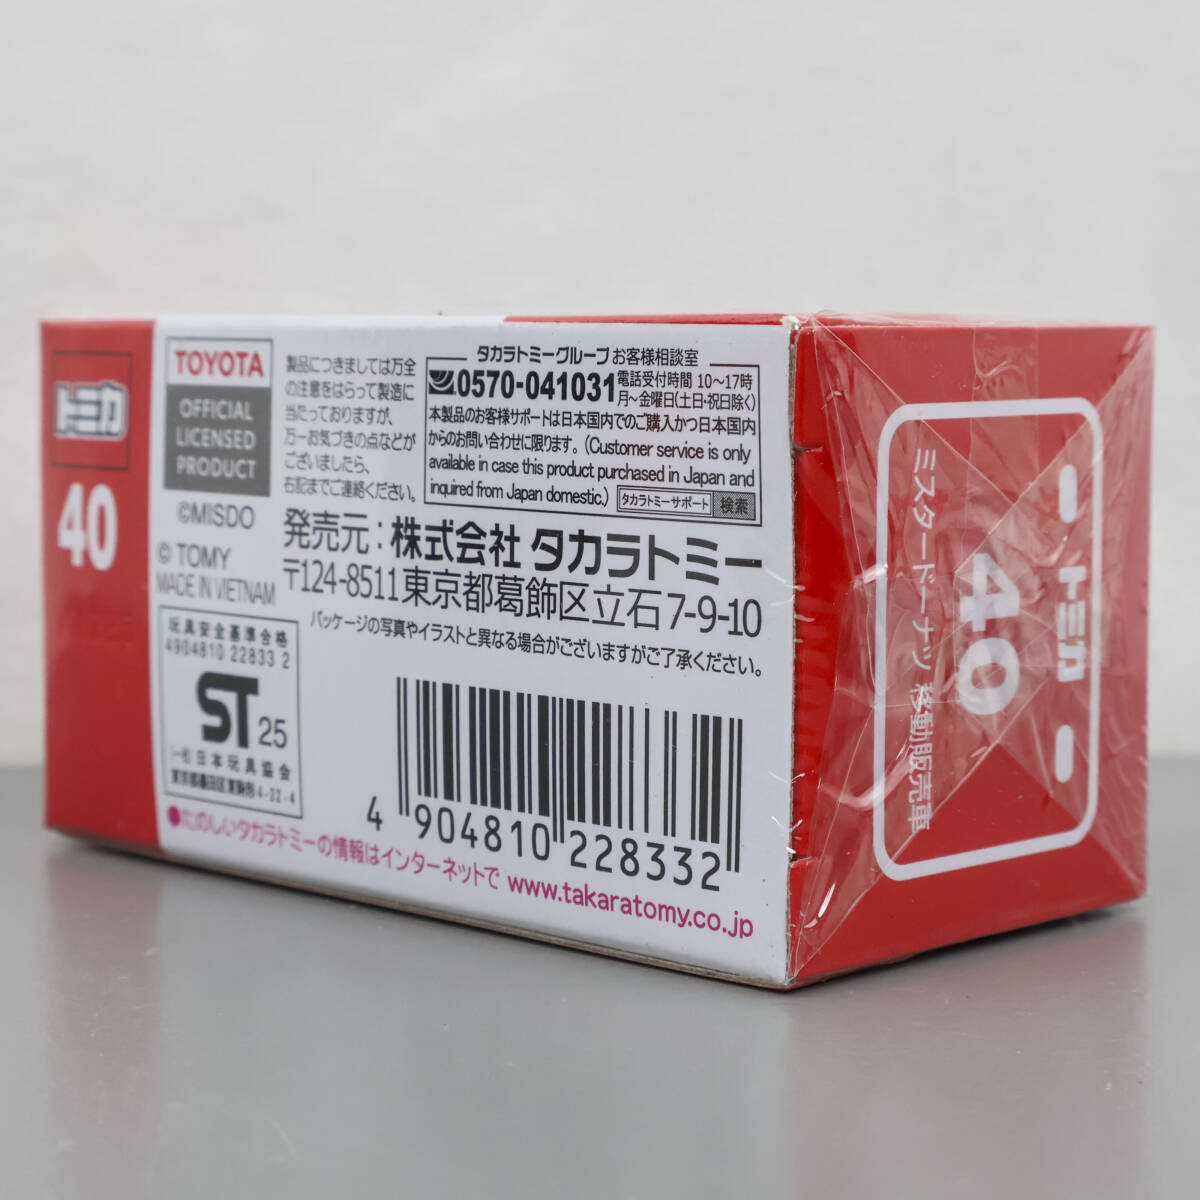 トミカ
40
TOYOTA
OFFICIAL
LICENSED
PRODUCT
©MISDO
© TOMY
MADE IN VIETNAM
製品につきましては万全
の注意をはらって製造に
当たっておりますが、
万一お気づきの点などが
ございましたら、
右記までご連絡ください。
タカラトミーグループ お客様相談室
0570-041031
電話受付時間 10〜17時
月〜金曜日(土日・祝日除く)
本製品のお客様サポートは日本国内でのご購入かつ日本国内
からのお問い合わせに限ります。(Customer service is only
available in case this product purchased in Japan and
inquired from Japan domestic.)
タカラトミーサポート 検索
発売元：株式会社 タカラトミー
〒124-8511東京都葛飾区立石7-9-10
パッケージの写真やイラストと異なる場合がございますがご了承ください。
玩具安全基準合格
4904810 22833 2
ST 25
(一社)日本玩具協会
東京都墨田区東駒形4-22-4
4 904810 228332
●たのしいタカラトミーの情報はインターネットで www.takaratomy.co.jp
トミカ
40
ミスタードーナツ 移動販売車